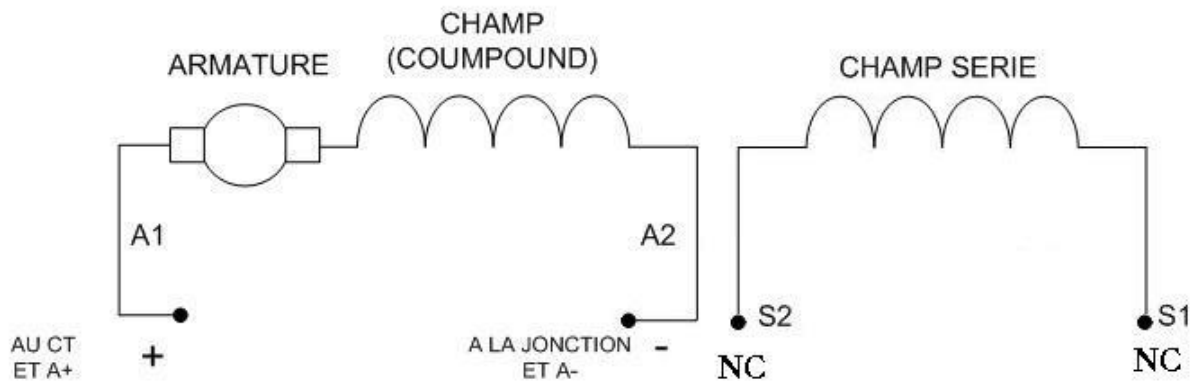 CHAMP
(COUMPOUND)
ARMATURE
CHAMP SERIE
A1
A2
S2
S1
AU CT
ET A+
+
A LA JONCTION
ET A-
-
NC
NC